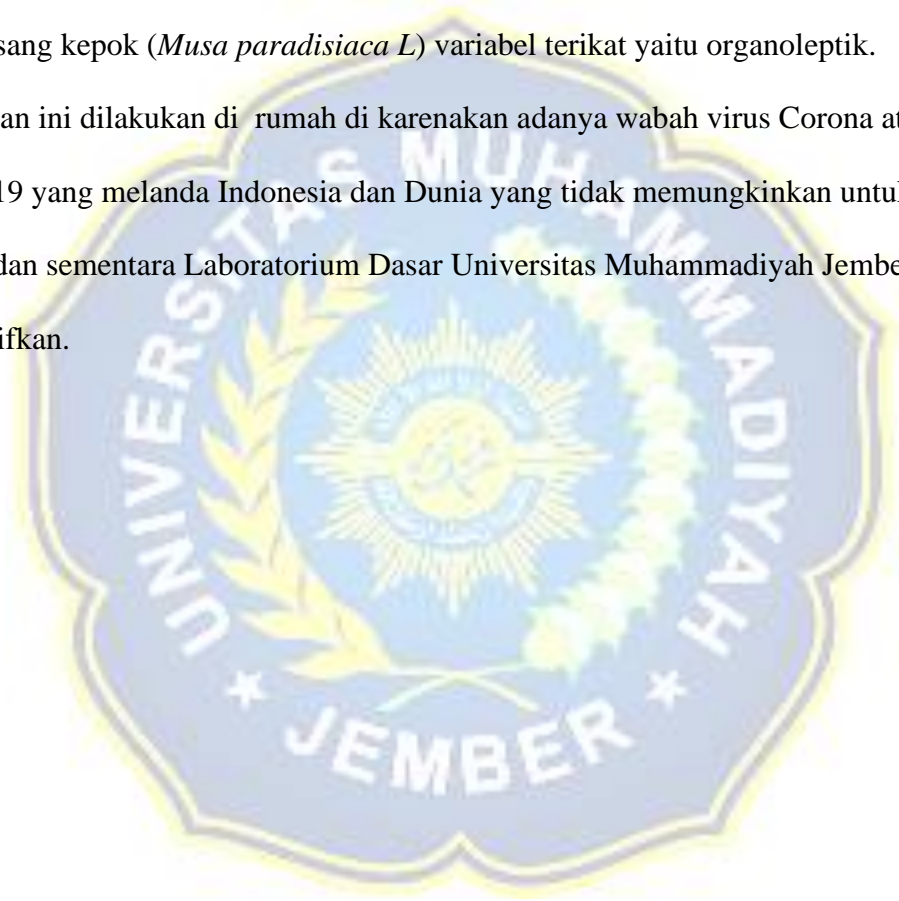 sang kepok (Musa paradisiaca L) variabel terikat yaitu organoleptik.
an ini dilakukan di rumah di karenakan adanya wabah virus Corona at
19 yang melanda Indonesia dan Dunia yang tidak memungkinkan untu
dan sementara Laboratorium Dasar Universitas Muhammadiyah Jembe
ifkan.
UNIVERSITAS MUHAMMADIYAH
JEMBER